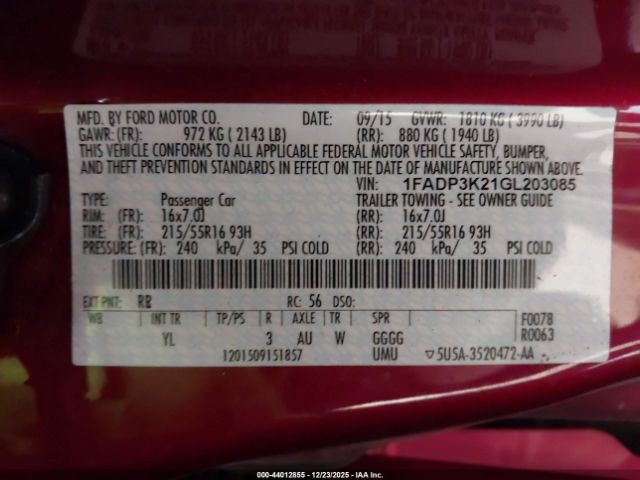 MFD. BY FORD MOTOR CO. DATE: 09/15 GVWR: 1810 KG ( 3990 LB)
GAWR: (FR): 972 KG ( 2143 LB) (RR): 880 KG ( 1940 LB)
THIS VEHICLE CONFORMS TO ALL APPLICABLE FEDERAL MOTOR VEHICLE SAFETY, BUMPER,
AND THEFT PREVENTION STANDARDS IN EFFECT ON THE DATE OF MANUFACTURE SHOWN ABOVE.
VIN: 1FADP3K21GL203085
TYPE: Passenger Car TRAILER TOWING - SEE OWNER GUIDE
RIM: (FR) 16x7.0J (RR): 16x7.0J
TIRE: (FR): 215/55R16 93H (RR): 215/55R16 93H
PRESSURE: (FR): 240 kPa/ 35 PSI COLD (RR): 240 kPa/ 35 PSI COLD
EXT PNT: RR RC: 56 DSO:
WB INT TR TP/PS R AXLE TR SPR F0078
YL 3 AU W GGGG R0063
1201509151857 UMU ▽5U5A-3520472-AA
000-44012855 - 12/23/2025 - IAA Inc.